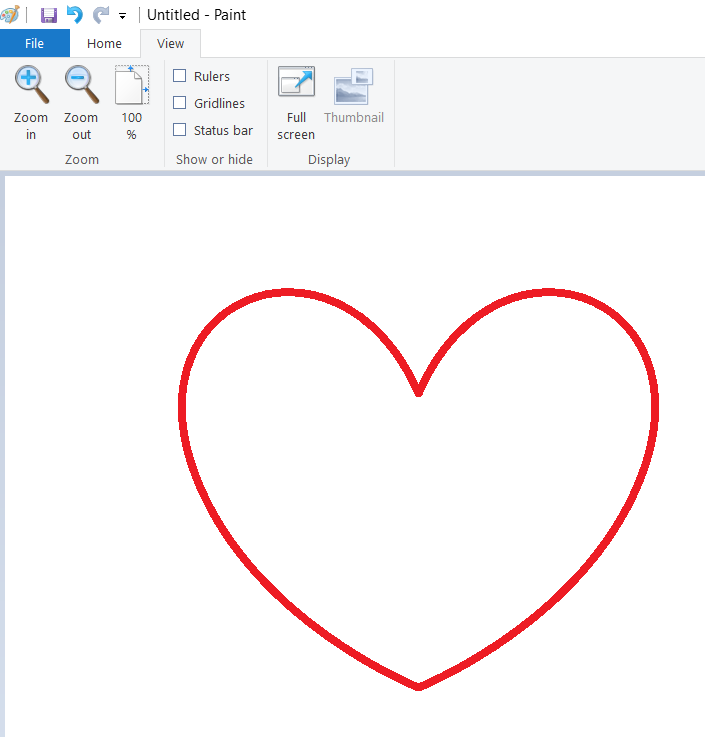 Untitled - Paint
File Home View
Zoom in
Zoom out
100 %
Zoom
Rulers
Gridlines
Status bar
Show or hide
Full screen
Thumbnail
Display